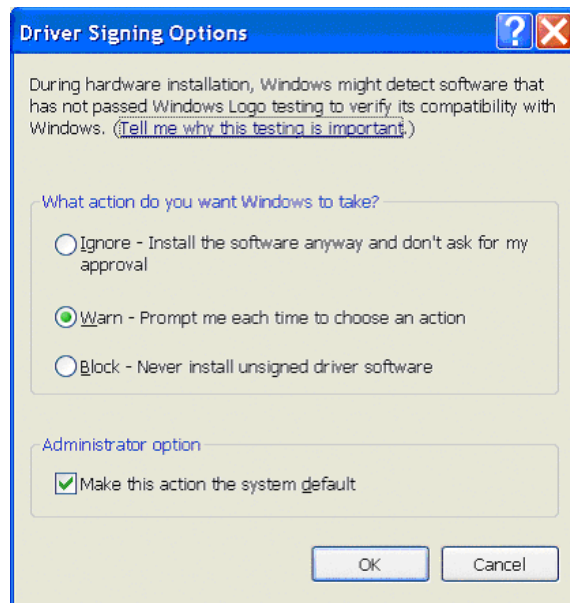 Driver Signing Options
During hardware installation, Windows might detect software that
has not passed Windows Logo testing to verify its compatibility with
Windows. (Tell me why this testing is important.)
What action do you want Windows to take?
Ignore - Install the software anyway and don't ask for my
approval
Warn - Prompt me each time to choose an action
Block - Never install unsigned driver software
Administrator option
Make this action the system default
OK Cancel